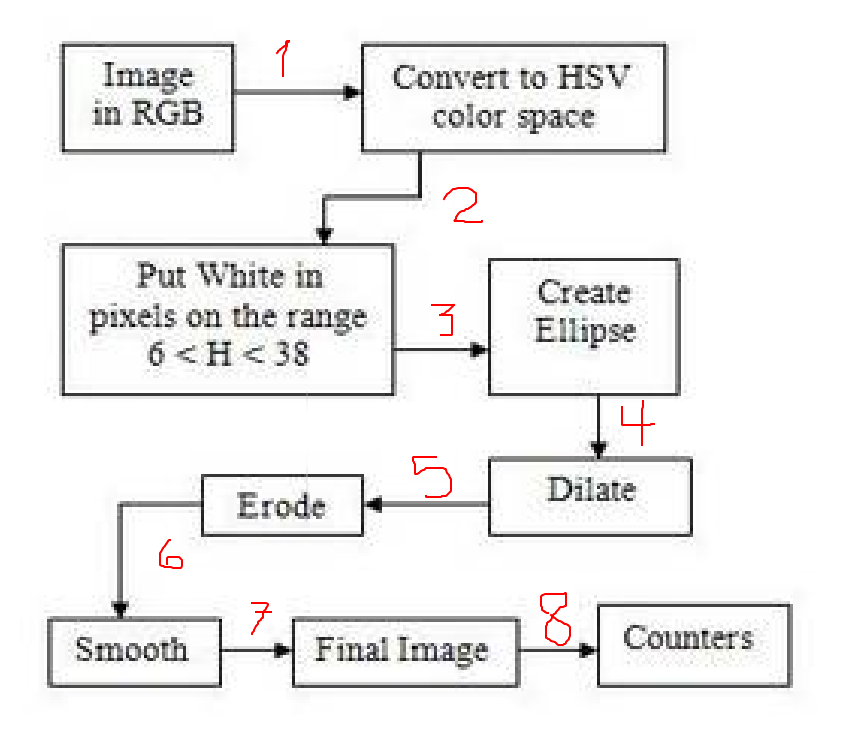 Image
in RGB
1
Convert to HSV
color space
2
Put White in
pixels on the range
6 < H < 38
3
Create
Ellipse
4
Dilate
5
Erode
6
Smooth
7
Final Image
8
Counters